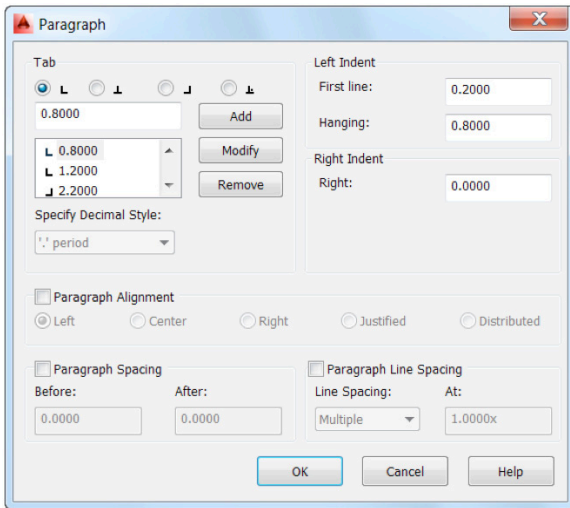 Paragraph
Tab
0.8000
Add
0.8000
1.2000
2.2000
Modify
Remove
Specify Decimal Style:
'.' period
Left Indent
First line: 0.2000
Hanging: 0.8000
Right Indent
Right: 0.0000
Paragraph Alignment
Left Center Right Justified Distributed
Paragraph Spacing
Before: After:
0.0000 0.0000
Paragraph Line Spacing
Line Spacing: At:
Multiple 1.0000x
OK Cancel Help